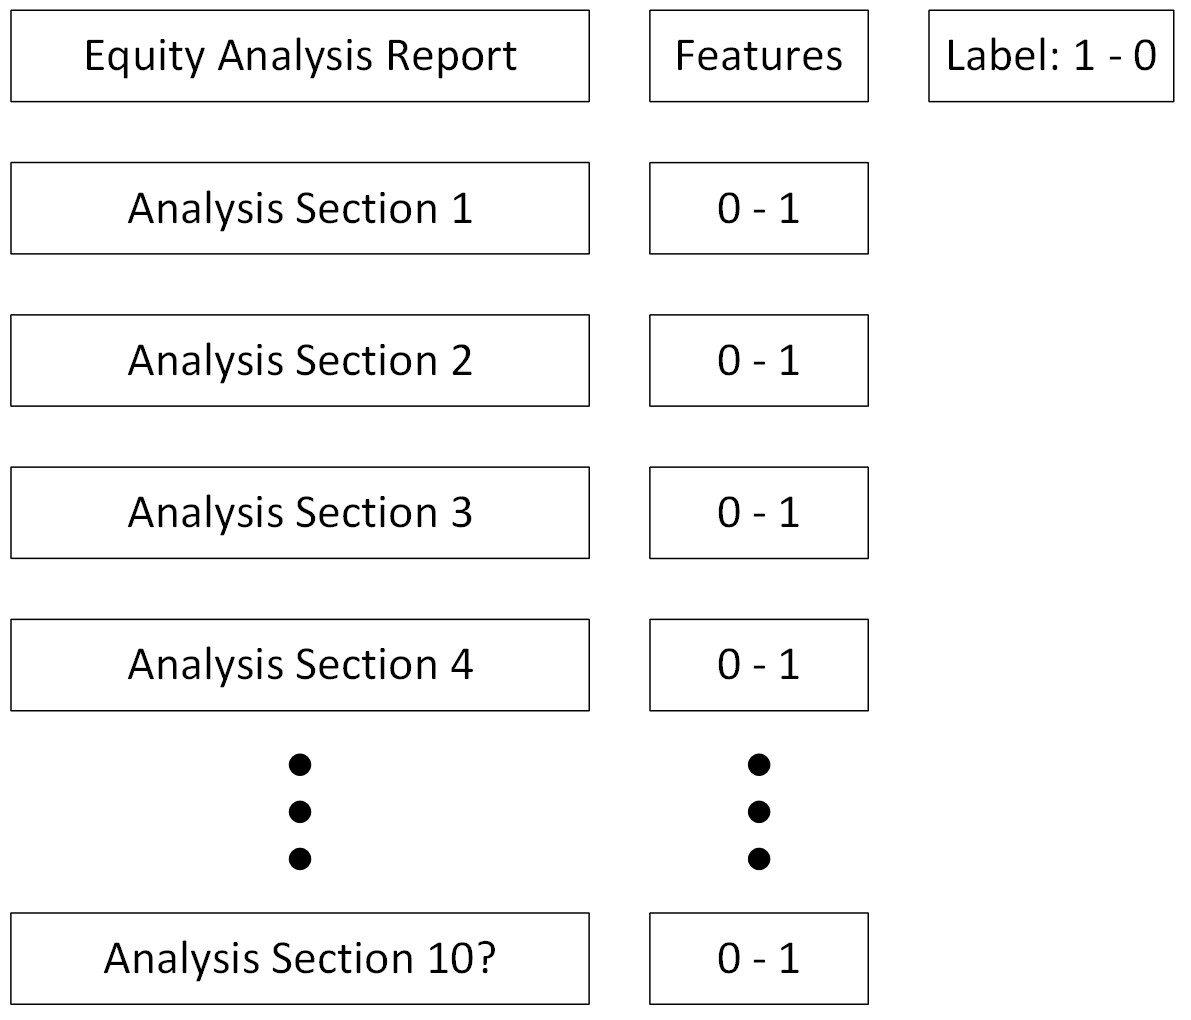 Equity Analysis Report
Features
Label: 1 - 0
Analysis Section 1
0 - 1
Analysis Section 2
0 - 1
Analysis Section 3
0 - 1
Analysis Section 4
0 - 1
Analysis Section 10?
0 - 1